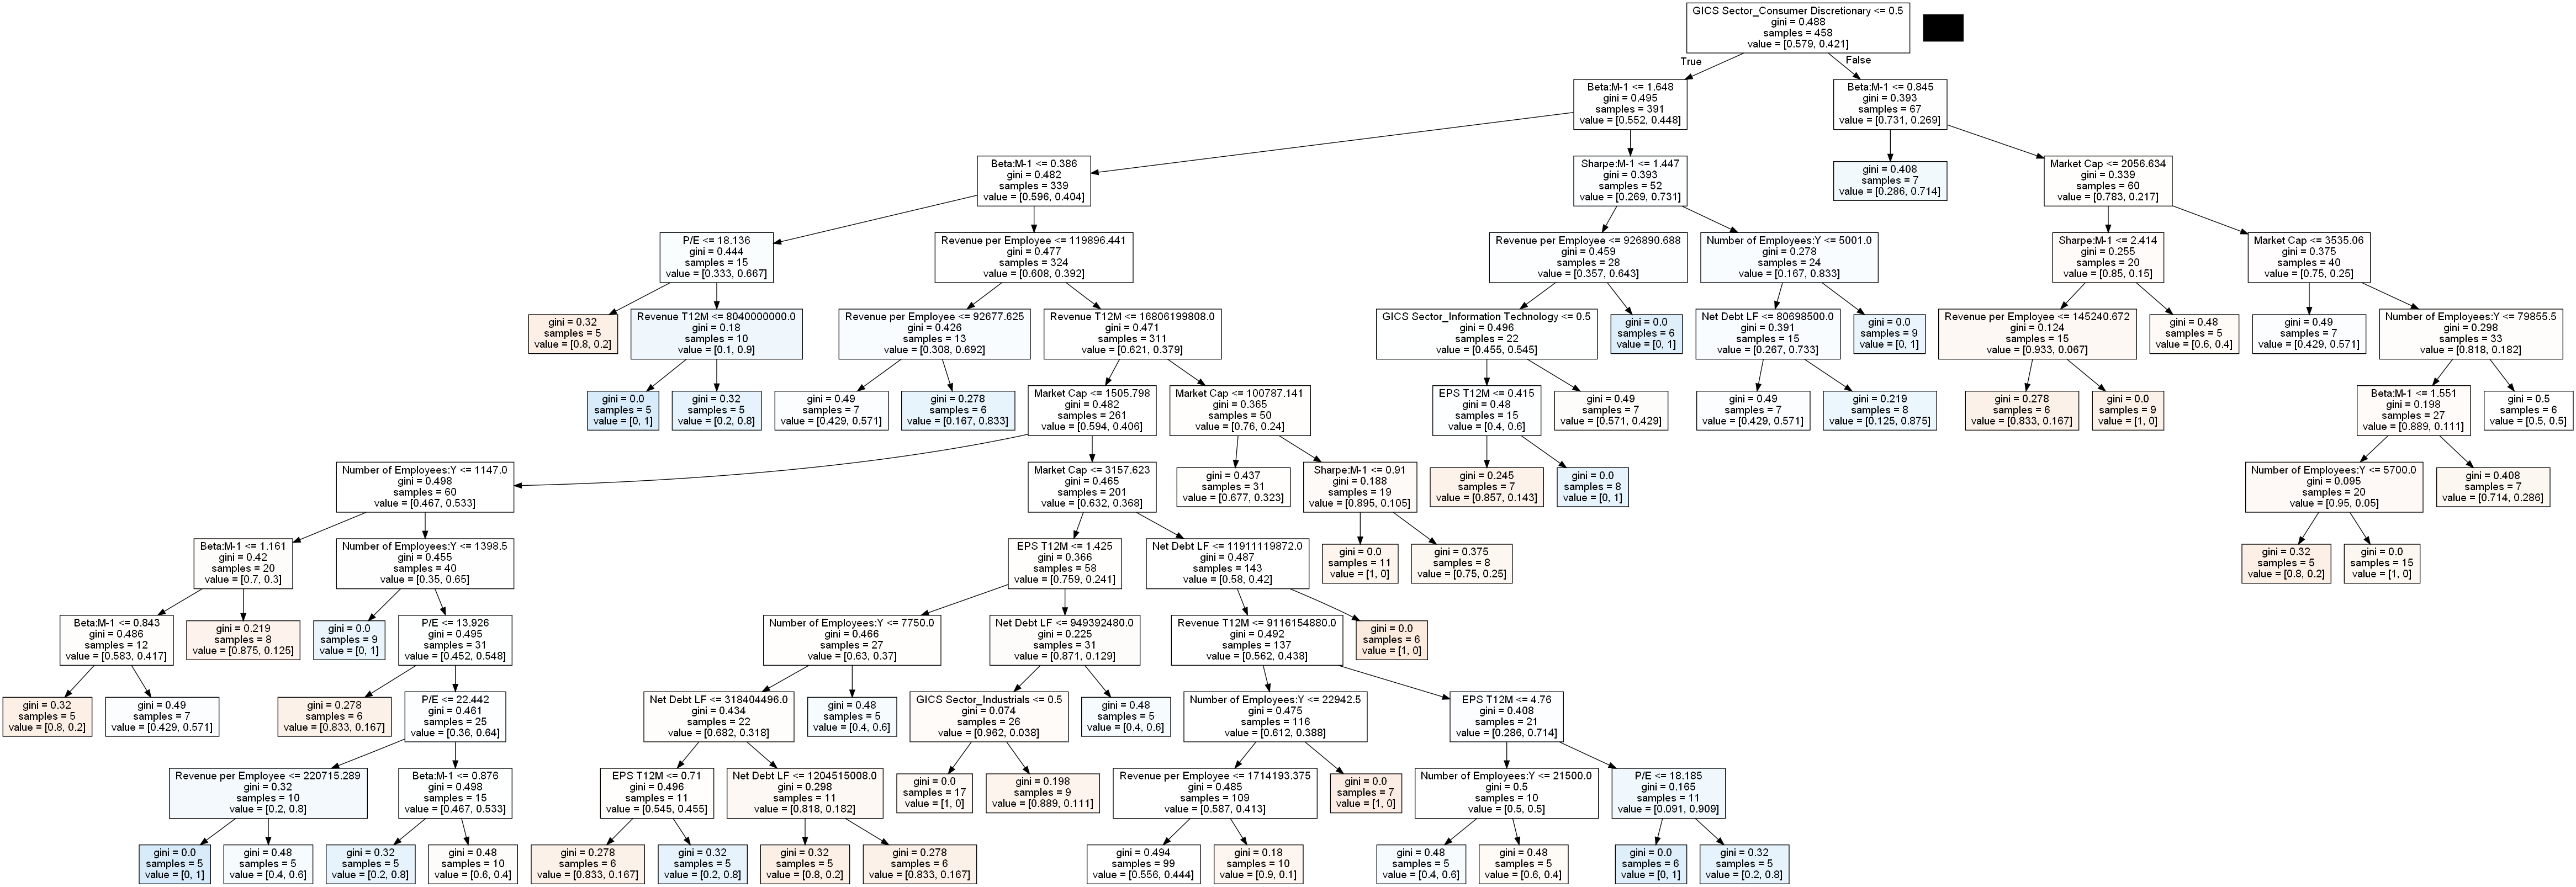 GICS Sector_Consumer Discretionary <= 0.5
gini = 0.488
samples = 458
value = [0.579, 0.421]
True
False
Beta:M-1 <= 1.648
gini = 0.495
samples = 391
value = [0.552, 0.448]
Beta:M-1 <= 0.845
gini = 0.393
samples = 67
value = [0.731, 0.269]
Beta:M-1 <= 0.386
gini = 0.482
samples = 339
value = [0.596, 0.404]
Sharpe:M-1 <= 1.447
gini = 0.393
samples = 52
value = [0.269, 0.731]
gini = 0.408
samples = 7
value = [0.286, 0.714]
Market Cap <= 2056.634
gini = 0.339
samples = 60
value = [0.783, 0.217]
P/E <= 18.136
gini = 0.444
samples = 15
value = [0.333, 0.667]
Revenue per Employee <= 119896.441
gini = 0.477
samples = 324
value = [0.608, 0.392]
Revenue per Employee <= 926890.688
gini = 0.459
samples = 28
value = [0.357, 0.643]
Number of Employees:Y <= 5001.0
gini = 0.278
samples = 24
value = [0.167, 0.833]
Sharpe:M-1 <= 2.414
gini = 0.255
samples = 20
value = [0.85, 0.15]
Market Cap <= 3535.06
gini = 0.375
samples = 40
value = [0.75, 0.25]
gini = 0.32
samples = 5
value = [0.8, 0.2]
Revenue T12M <= 8040000000.0
gini = 0.18
samples = 10
value = [0.1, 0.9]
Revenue per Employee <= 92677.625
gini = 0.426
samples = 13
value = [0.308, 0.692]
Revenue T12M <= 16806199808.0
gini = 0.471
samples = 311
value = [0.621, 0.379]
GICS Sector_Information Technology <= 0.5
gini = 0.496
samples = 22
value = [0.455, 0.545]
gini = 0.0
samples = 6
value = [0, 1]
Net Debt LF <= 80698500.0
gini = 0.391
samples = 15
value = [0.267, 0.733]
gini = 0.0
samples = 9
value = [0, 1]
Revenue per Employee <= 145240.672
gini = 0.124
samples = 15
value = [0.933, 0.067]
gini = 0.48
samples = 5
value = [0.6, 0.4]
gini = 0.49
samples = 7
value = [0.429, 0.571]
Number of Employees:Y <= 79855.5
gini = 0.298
samples = 33
value = [0.818, 0.182]
gini = 0.0
samples = 5
value = [0, 1]
gini = 0.32
samples = 5
value = [0.2, 0.8]
gini = 0.49
samples = 7
value = [0.429, 0.571]
gini = 0.278
samples = 6
value = [0.167, 0.833]
Market Cap <= 1505.798
gini = 0.482
samples = 261
value = [0.594, 0.406]
Market Cap <= 100787.141
gini = 0.365
samples = 50
value = [0.76, 0.24]
EPS T12M <= 0.415
gini = 0.48
samples = 15
value = [0.4, 0.6]
gini = 0.49
samples = 7
value = [0.571, 0.429]
gini = 0.49
samples = 7
value = [0.429, 0.571]
gini = 0.219
samples = 8
value = [0.125, 0.875]
gini = 0.278
samples = 6
value = [0.833, 0.167]
gini = 0.0
samples = 9
value = [1, 0]
Beta:M-1 <= 1.551
gini = 0.198
samples = 27
value = [0.889, 0.111]
gini = 0.5
samples = 6
value = [0.5, 0.5]
Number of Employees:Y <= 1147.0
gini = 0.498
samples = 60
value = [0.467, 0.533]
Market Cap <= 3157.623
gini = 0.465
samples = 201
value = [0.632, 0.368]
gini = 0.437
samples = 31
value = [0.677, 0.323]
Sharpe:M-1 <= 0.91
gini = 0.188
samples = 19
value = [0.895, 0.105]
gini = 0.245
samples = 7
value = [0.857, 0.143]
gini = 0.0
samples = 8
value = [0, 1]
Number of Employees:Y <= 5700.0
gini = 0.095
samples = 20
value = [0.95, 0.05]
gini = 0.408
samples = 7
value = [0.714, 0.286]
Beta:M-1 <= 1.161
gini = 0.42
samples = 20
value = [0.7, 0.3]
Number of Employees:Y <= 1398.5
gini = 0.455
samples = 40
value = [0.35, 0.65]
EPS T12M <= 1.425
gini = 0.366
samples = 58
value = [0.759, 0.241]
Net Debt LF <= 11911119872.0
gini = 0.487
samples = 143
value = [0.58, 0.42]
gini = 0.0
samples = 11
value = [1, 0]
gini = 0.375
samples = 8
value = [0.75, 0.25]
gini = 0.32
samples = 5
value = [0.8, 0.2]
gini = 0.0
samples = 15
value = [1, 0]
Beta:M-1 <= 0.843
gini = 0.486
samples = 12
value = [0.583, 0.417]
gini = 0.219
samples = 8
value = [0.875, 0.125]
gini = 0.0
samples = 9
value = [0, 1]
P/E <= 13.926
gini = 0.495
samples = 31
value = [0.452, 0.548]
Number of Employees:Y <= 7750.0
gini = 0.466
samples = 27
value = [0.63, 0.37]
Net Debt LF <= 949392480.0
gini = 0.225
samples = 31
value = [0.871, 0.129]
Revenue T12M <= 9116154880.0
gini = 0.492
samples = 137
value = [0.562, 0.438]
gini = 0.0
samples = 6
value = [1, 0]
gini = 0.32
samples = 5
value = [0.8, 0.2]
gini = 0.49
samples = 7
value = [0.429, 0.571]
gini = 0.278
samples = 6
value = [0.833, 0.167]
P/E <= 22.442
gini = 0.461
samples = 25
value = [0.36, 0.64]
Net Debt LF <= 318404496.0
gini = 0.434
samples = 22
value = [0.682, 0.318]
gini = 0.48
samples = 5
value = [0.4, 0.6]
GICS Sector_Industrials <= 0.5
gini = 0.074
samples = 26
value = [0.962, 0.038]
gini = 0.48
samples = 5
value = [0.4, 0.6]
Number of Employees:Y <= 22942.5
gini = 0.475
samples = 116
value = [0.612, 0.388]
EPS T12M <= 4.76
gini = 0.408
samples = 21
value = [0.286, 0.714]
Revenue per Employee <= 220715.289
gini = 0.32
samples = 10
value = [0.2, 0.8]
Beta:M-1 <= 0.876
gini = 0.498
samples = 15
value = [0.467, 0.533]
EPS T12M <= 0.71
gini = 0.496
samples = 11
value = [0.545, 0.455]
Net Debt LF <= 1204515008.0
gini = 0.298
samples = 11
value = [0.818, 0.182]
gini = 0.0
samples = 17
value = [1, 0]
gini = 0.198
samples = 9
value = [0.889, 0.111]
Revenue per Employee <= 1714193.375
gini = 0.485
samples = 109
value = [0.587, 0.413]
gini = 0.0
samples = 7
value = [1, 0]
Number of Employees:Y <= 21500.0
gini = 0.5
samples = 10
value = [0.5, 0.5]
P/E <= 18.185
gini = 0.165
samples = 11
value = [0.091, 0.909]
gini = 0.0
samples = 5
value = [0, 1]
gini = 0.48
samples = 5
value = [0.4, 0.6]
gini = 0.32
samples = 5
value = [0.2, 0.8]
gini = 0.48
samples = 10
value = [0.6, 0.4]
gini = 0.278
samples = 6
value = [0.833, 0.167]
gini = 0.32
samples = 5
value = [0.2, 0.8]
gini = 0.32
samples = 5
value = [0.8, 0.2]
gini = 0.278
samples = 6
value = [0.833, 0.167]
gini = 0.494
samples = 99
value = [0.556, 0.444]
gini = 0.18
samples = 10
value = [0.9, 0.1]
gini = 0.48
samples = 5
value = [0.4, 0.6]
gini = 0.48
samples = 5
value = [0.6, 0.4]
gini = 0.0
samples = 6
value = [0, 1]
gini = 0.32
samples = 5
value = [0.2, 0.8]